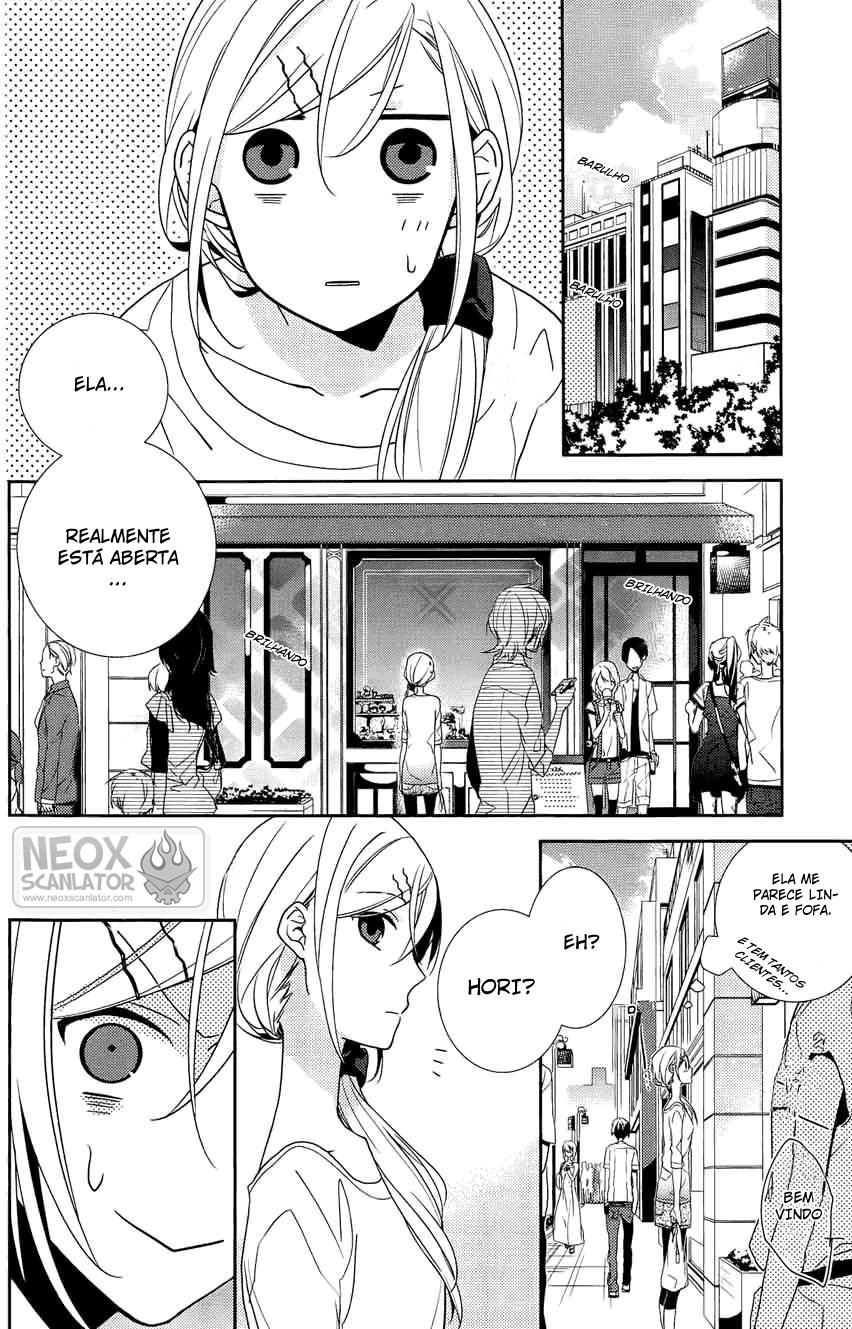 BARULHO
BARULHO
ELA...
REALMENTE
ESTÁ ABERTA
...
BRILHANDO
BRILHANDO
NEOX
SCANLATOR
www.neoxscanlator.com
ELA ME
PARECE LIN-
DA E FOFA.
E TEM TANTOS
CLIENTES...
BEM
VINDO
EH?
HORI?